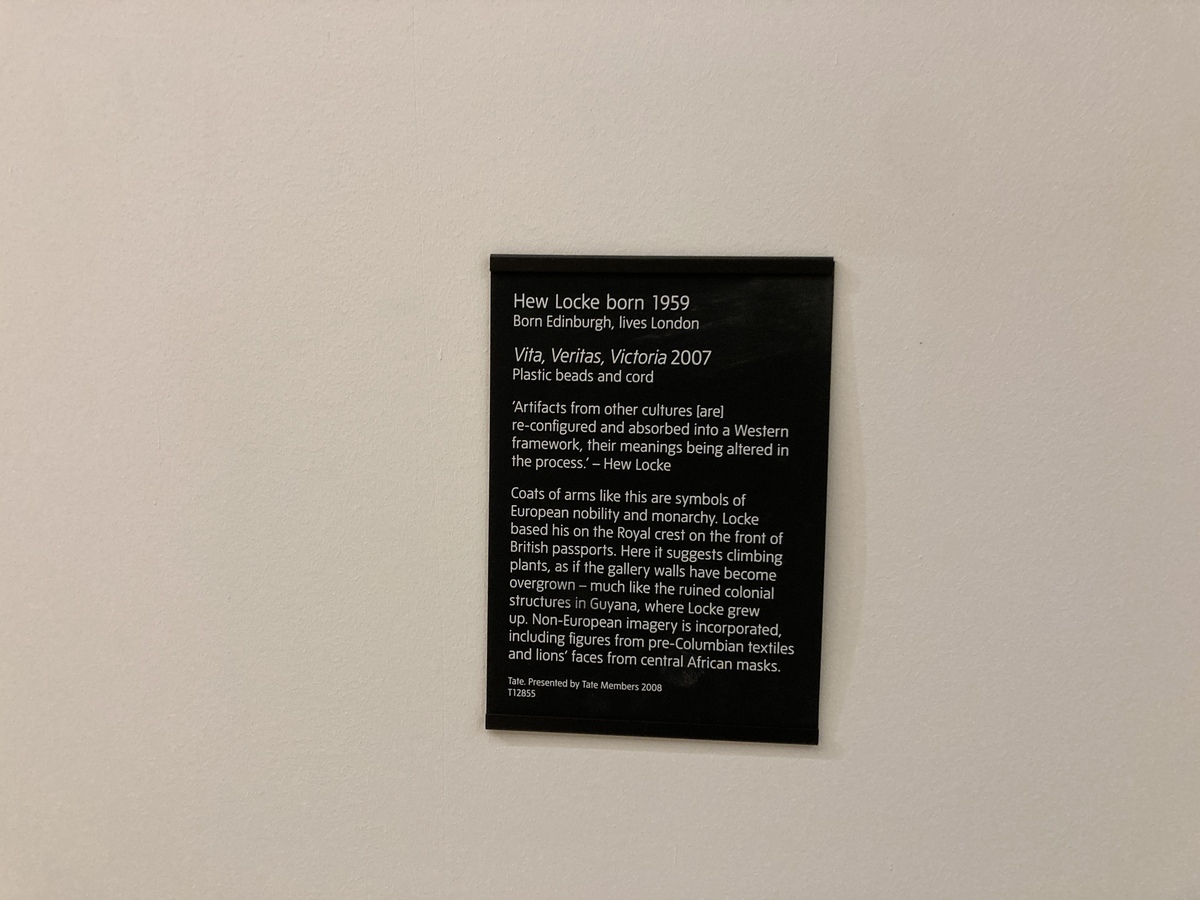 Hew Locke born 1959
Born Edinburgh, lives London
Vita, Veritas, Victoria 2007
Plastic beads and cord
‘Artifacts from other cultures [are]
re-configured and absorbed into a Western
framework, their meanings being altered in
the process.’ – Hew Locke
Coats of arms like this are symbols of
European nobility and monarchy. Locke
based his on the Royal crest on the front of
British passports. Here it suggests climbing
plants, as if the gallery walls have become
overgrown – much like the ruined colonial
structures in Guyana, where Locke grew
up. Non-European imagery is incorporated,
including figures from pre-Columbian textiles
and lions’ faces from central African masks.
Tate. Presented by Tate Members 2008
T12855